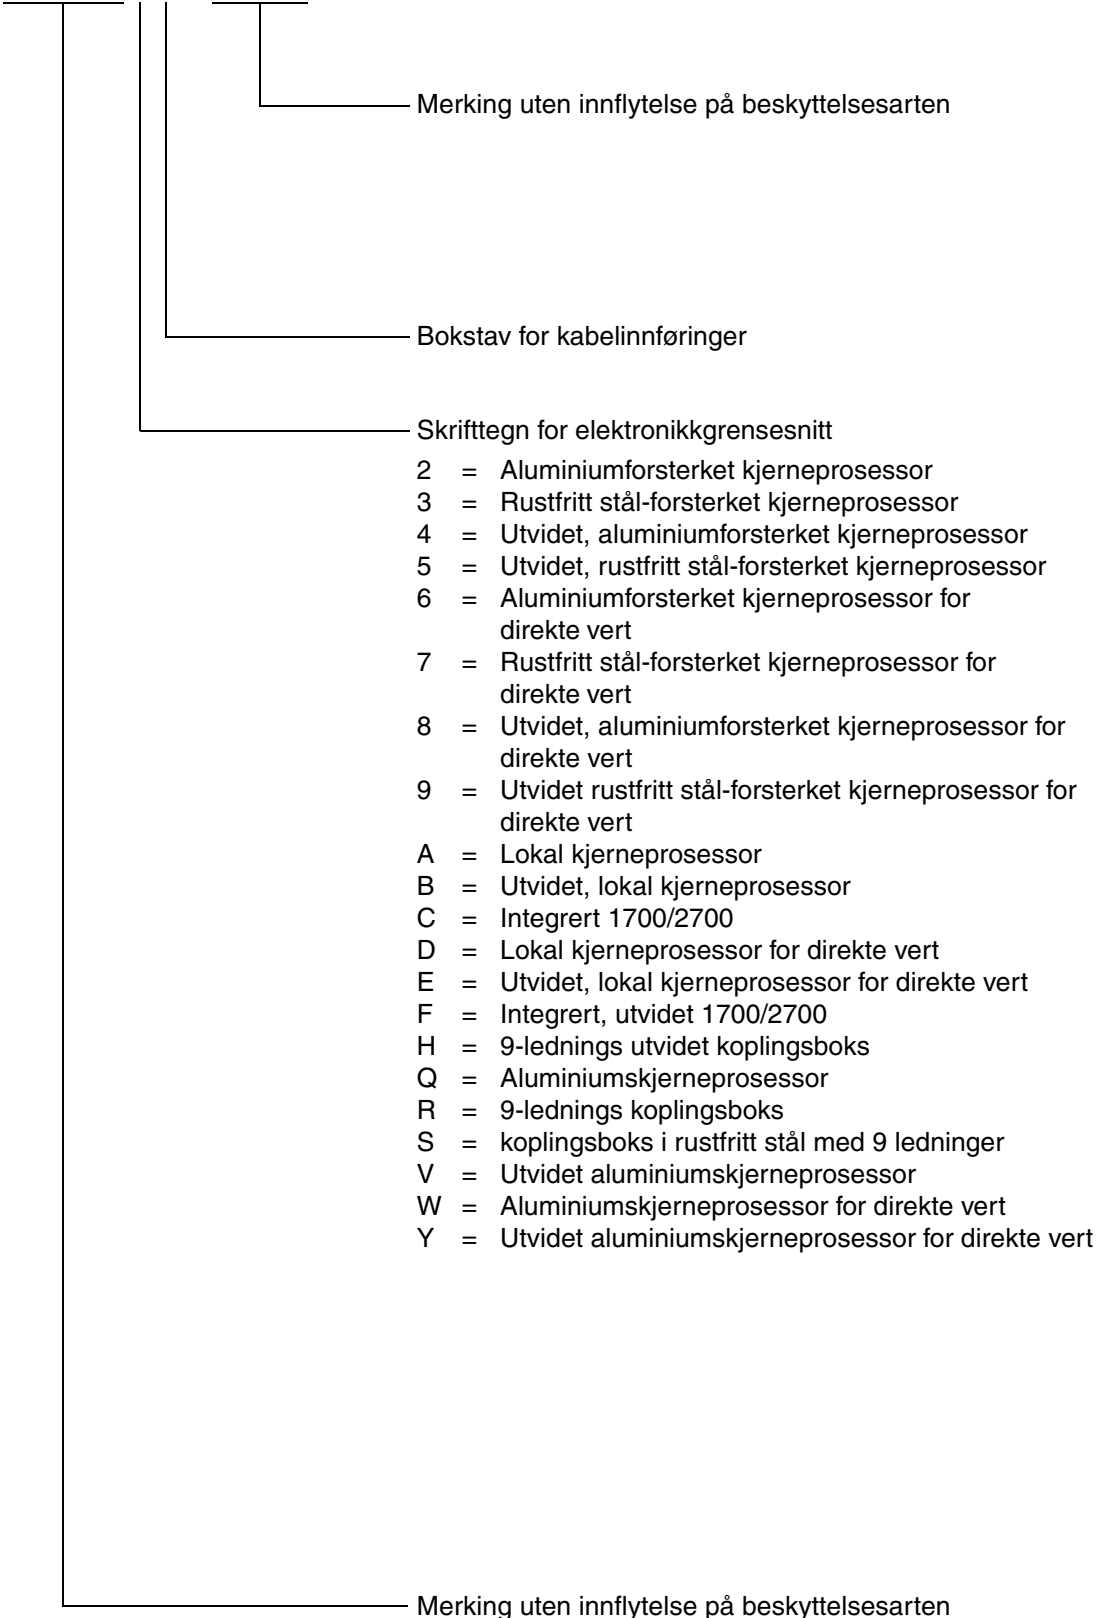 Merking uten innflytelse på beskyttelsesarten
Bokstav for kabelinnføringer
Skrifttegn for elektronikkgrensesnitt
2 = Aluminiumforsterket kjerneprosessor
3 = Rustfritt stål-forsterket kjerneprosessor
4 = Utvidet, aluminiumforsterket kjerneprosessor
5 = Utvidet, rustfritt stål-forsterket kjerneprosessor
6 = Aluminiumforsterket kjerneprosessor for
direkte vert
7 = Rustfritt stål-forsterket kjerneprosessor for
direkte vert
8 = Utvidet, aluminiumforsterket kjerneprosessor for
direkte vert
9 = Utvidet rustfritt stål-forsterket kjerneprosessor for
direkte vert
A = Lokal kjerneprosessor
B = Utvidet, lokal kjerneprosessor
C = Integrert 1700/2700
D = Lokal kjerneprosessor for direkte vert
E = Utvidet, lokal kjerneprosessor for direkte vert
F = Integrert, utvidet 1700/2700
H = 9-lednings utvidet koplingsboks
Q = Aluminiumskjerneprosessor
R = 9-lednings koplingsboks
S = koplingsboks i rustfritt stål med 9 ledninger
V = Utvidet aluminiumskjerneprosessor
W = Aluminiumskjerneprosessor for direkte vert
Y = Utvidet aluminiumskjerneprosessor for direkte vert
Merking uten innflytelse på beskyttelsesarten